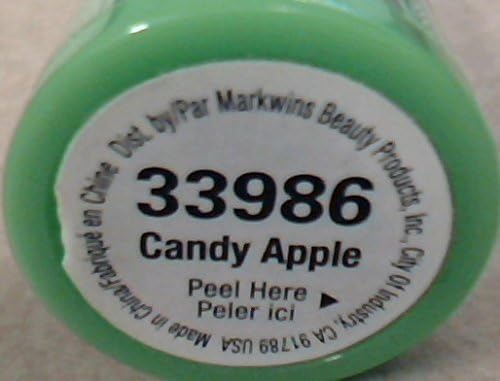 Dist. by/Par Markwins Beauty Products, Inc., City Of Industry, CA 91789 USA Made in China/Fabriqué en Chine
33986
Candy Apple
Peel Here ▶
Peler ici